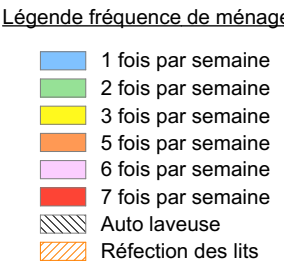 Légende fréquence de ménage
1 fois par semaine
2 fois par semaine
3 fois par semaine
5 fois par semaine
6 fois par semaine
7 fois par semaine
Auto laveuse
Réfection des lits